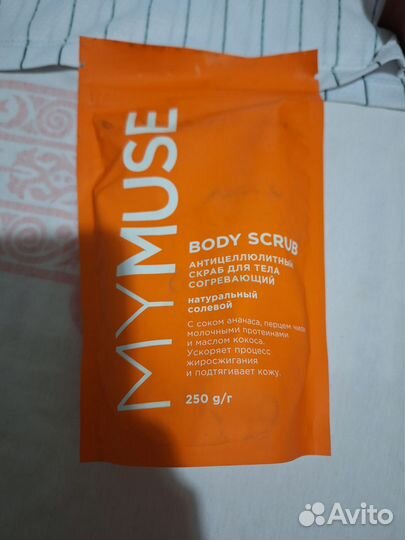 MYMUSE
BODY SCRUB
АНТИЦЕЛЛЮЛИТНЫЙ
СКРАБ ДЛЯ ТЕЛА
СОГРЕВАЮЩИЙ
натуральный
солевой
С соком ананаса, перцем чили,
молочными протеинами
и маслом кокоса.
Ускоряет процесс
жиросжигания
и подтягивает кожу.
250 g/г
Avito